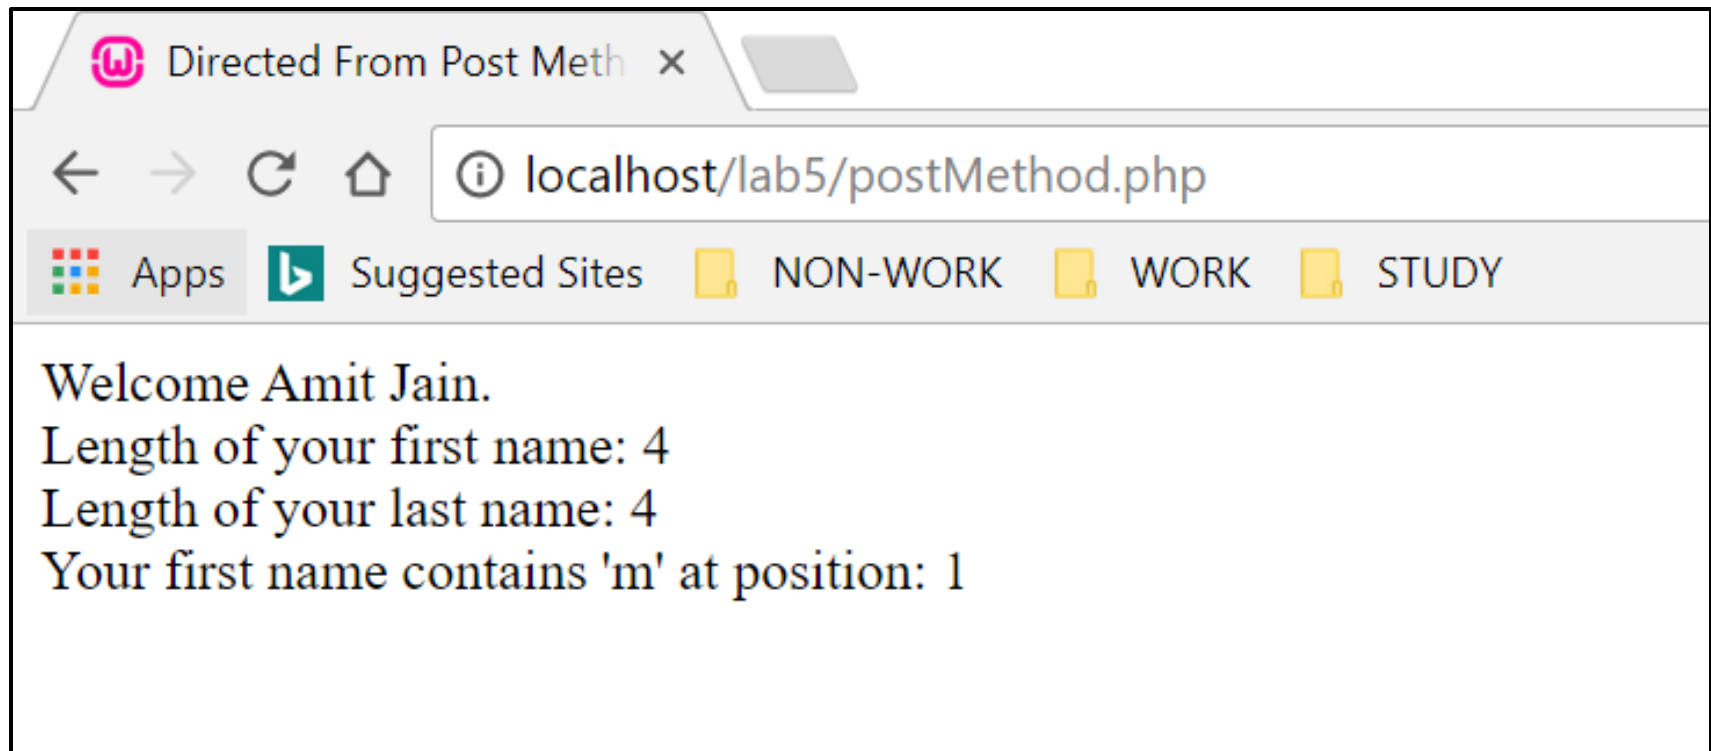 Directed From Post Meth
localhost/lab5/postMethod.php
Apps Suggested Sites NON-WORK WORK STUDY
Welcome Amit Jain.
Length of your first name: 4
Length of your last name: 4
Your first name contains 'm' at position: 1